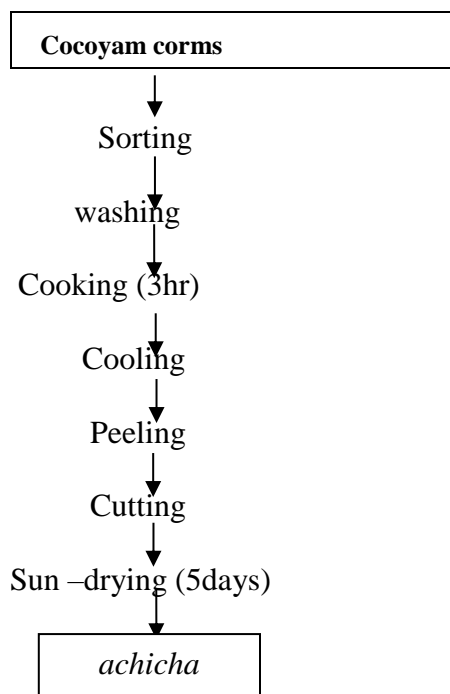 Cocoyam corms
Sorting
washing
Cooking (3hr)
Cooling
Peeling
Cutting
Sun –drying (5days)
achicha